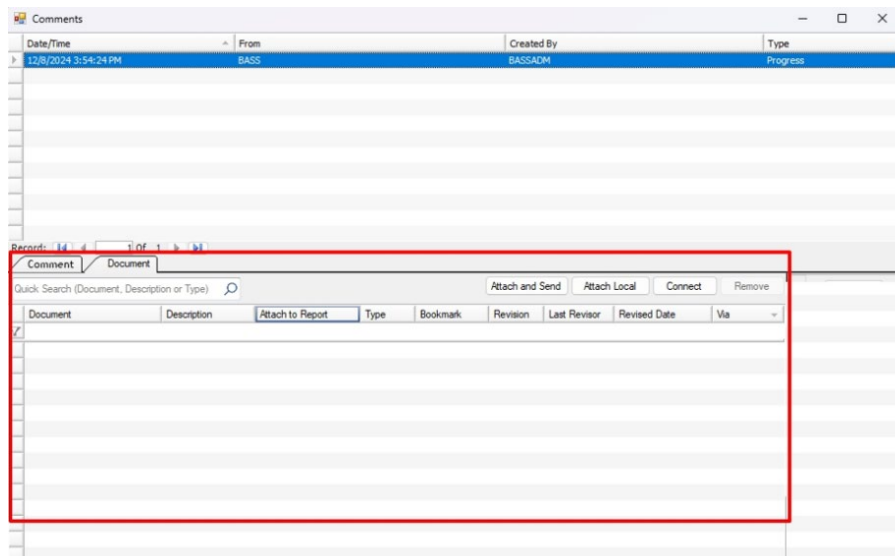 Comments
Date/Time From Created By Type
12/8/2024 3:54:24 PM BASS BASSADM Progress
Record: 1 Of 1
Comment Document
Quick Search (Document, Description or Type) Attach and Send Attach Local Connect Remove
Document Description Attach to Report Type Bookmark Revision Last Revisor Revised Date Via